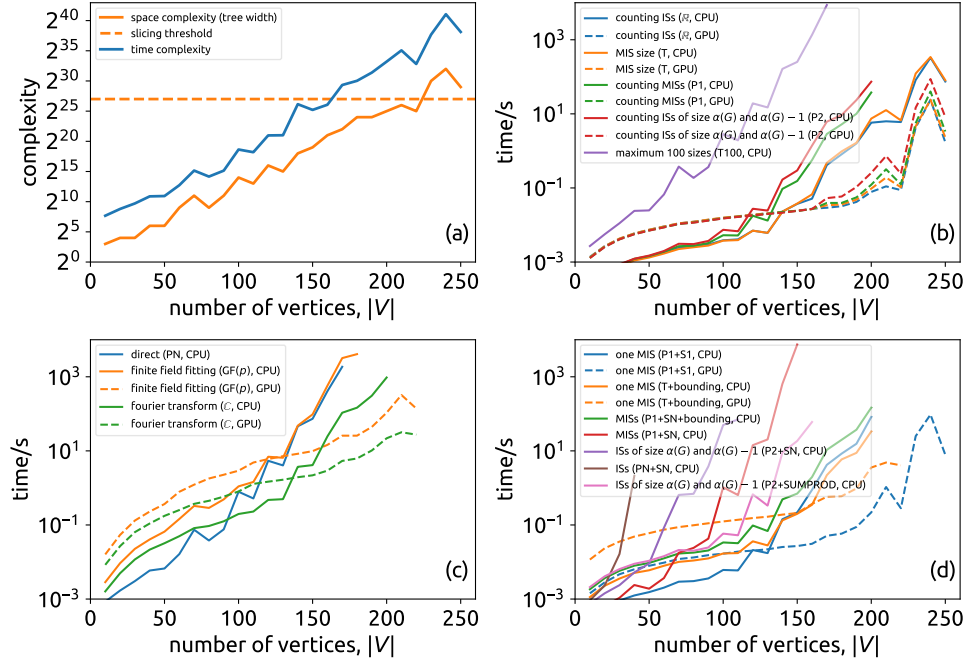 2^40
2^30
2^25
2^20
2^15
2^10
2^5
2^0
complexity
space complexity (tree width)
slicing threshold
time complexity
(a)
0 50 100 150 200 250
number of vertices, |V|
10^3
10^1
10^−1
10^−3
time/s
counting ISs (ℝ, CPU)
counting ISs (ℝ, GPU)
MIS size (T, CPU)
MIS size (T, GPU)
counting MISs (P1, CPU)
counting MISs (P1, GPU)
counting ISs of size α(G) and α(G) − 1 (P2, CPU)
counting ISs of size α(G) and α(G) − 1 (P2, GPU)
maximum 100 sizes (T100, CPU)
(b)
0 50 100 150 200 250
number of vertices, |V|
10^3
10^1
10^−1
10^−3
time/s
direct (PN, CPU)
finite field fitting (GF(p), CPU)
finite field fitting (GF(p), GPU)
fourier transform (ℂ, CPU)
fourier transform (ℂ, GPU)
(c)
0 50 100 150 200 250
number of vertices, |V|
10^3
10^1
10^−1
10^−3
time/s
one MIS (P1+S1, CPU)
one MIS (P1+S1, GPU)
one MIS (T+bounding, CPU)
one MIS (T+bounding, GPU)
MISs (P1+SN+bounding, CPU)
MISs (P1+SN, CPU)
ISs of size α(G) and α(G) − 1 (P2+SN, CPU)
ISs (PN+SN, CPU)
ISs of size α(G) and α(G) − 1 (P2+SUMPROD, CPU)
(d)
0 50 100 150 200 250
number of vertices, |V|